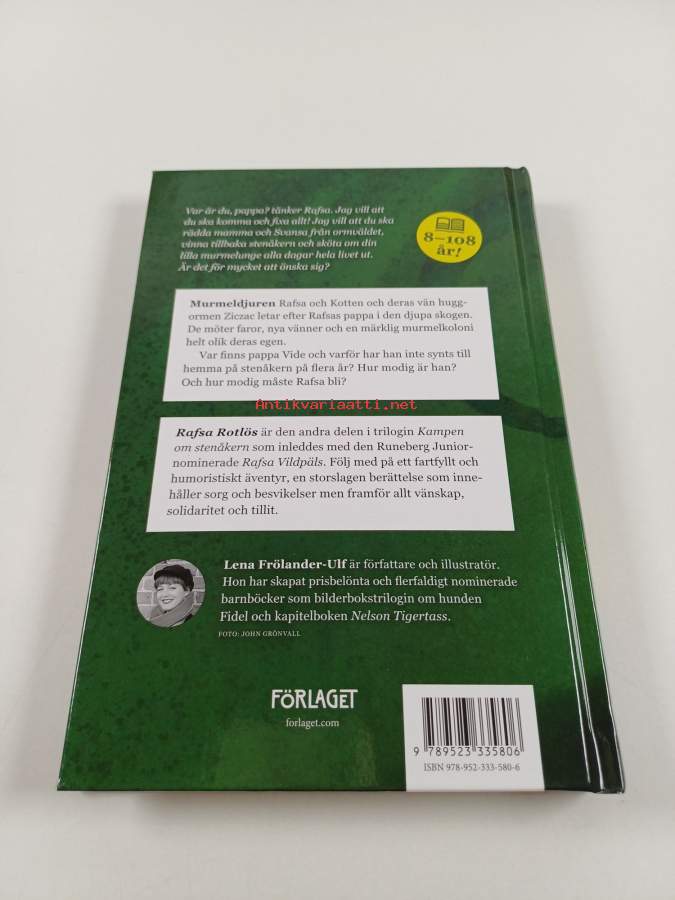 Var är du, pappa? tänker Rafsa. Jag vill att
du ska komma och fixa allt! Jag vill att du ska
rädda mamma och Svansa från ormväldet,
vinna tillbaka stenåkern och sköta om din
lilla murmelunge alla dagar hela livet ut.
Är det för mycket att önska sig?
8–108
år!
Murmeldjuren Rafsa och Kotten och deras vän hugg-
ormen Ziczac letar efter Rafsas pappa i den djupa skogen.
De möter faror, nya vänner och en märklig murmelkoloni
helt olik deras egen.
Var finns pappa Vide och varför har han inte synts till
hemma på stenåkern på flera år? Hur modig är han?
Och hur modig måste Rafsa bli?
Antikvariaatti.net
Rafsa Rotlös är den andra delen i trilogin Kampen
om stenåkern som inleddes med den Runeberg Junior-
nominerade Rafsa Vildpäls. Följ med på ett fartfyllt och
humoristiskt äventyr, en storslagen berättelse som inne-
håller sorg och besvikelser men framför allt vänskap,
solidaritet och tillit.
Lena Frölander-Ulf är författare och illustratör.
Hon har skapat prisbelönta och flerfaldigt nominerade
barnböcker som bilderbokstrilogin om hunden
Fidel och kapitelboken Nelson Tigertass.
FOTO: JOHN GRÖNVALL
FÖRLAGET
forlaget.com
9 789523 335806
ISBN 978-952-333-580-6